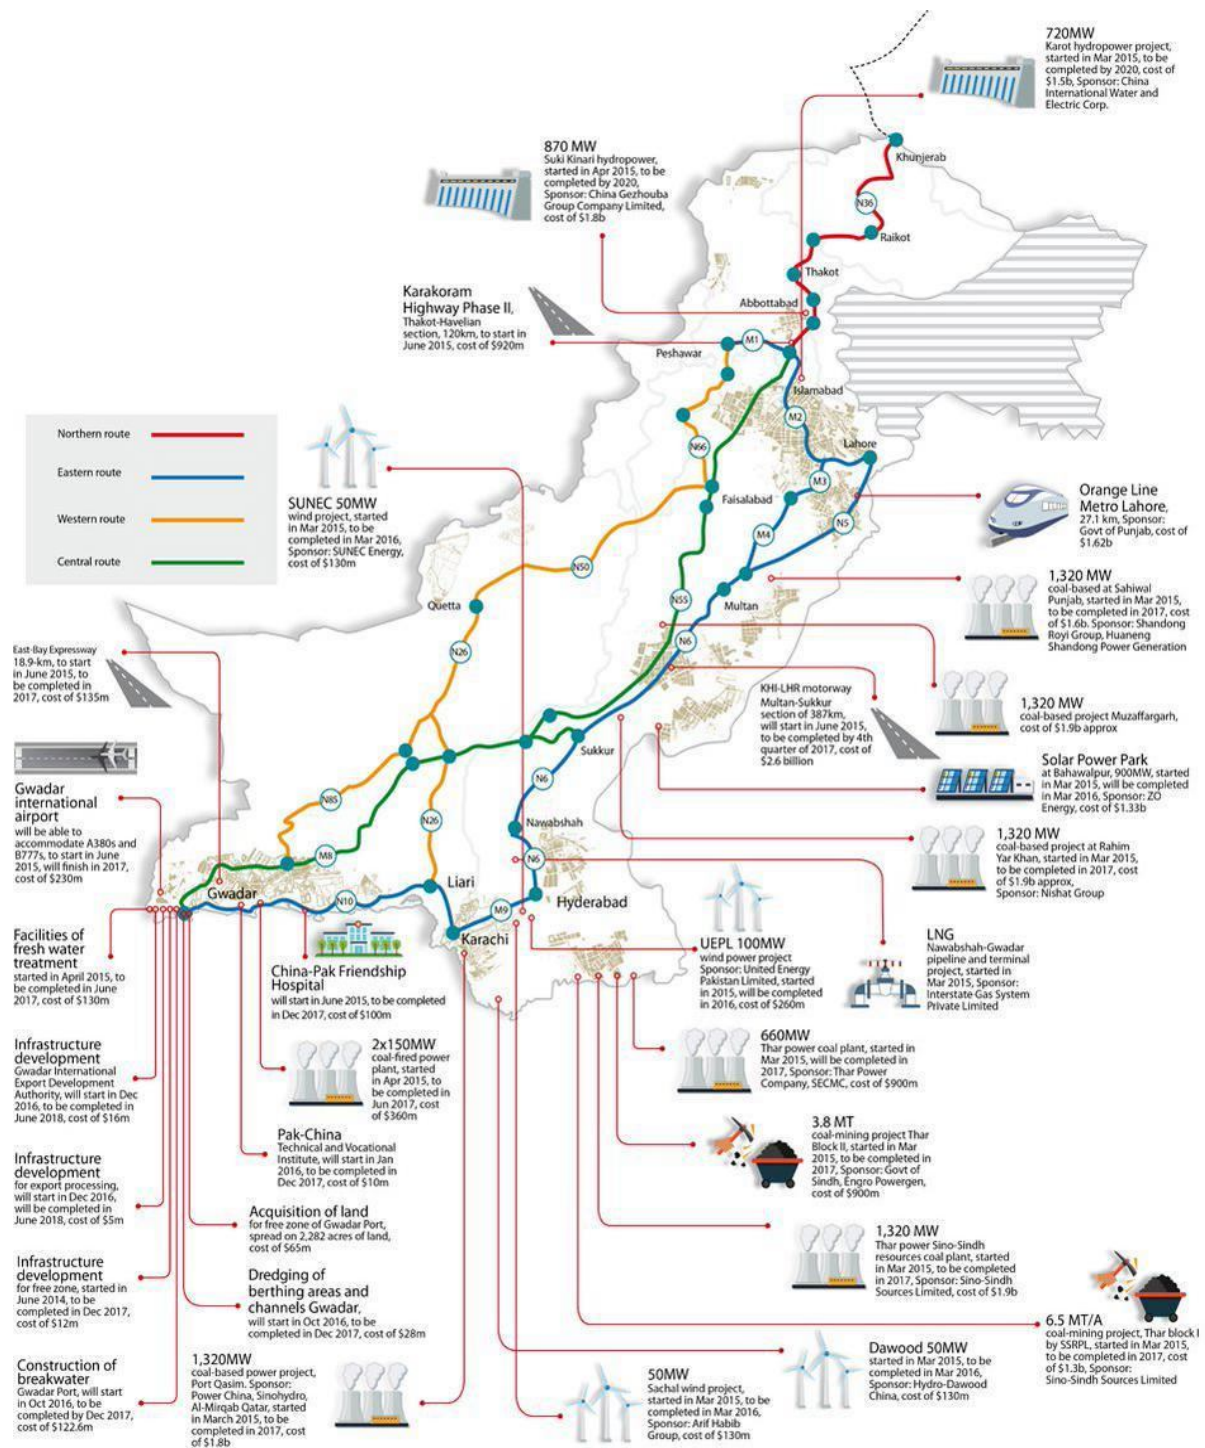 720MW
Karot hydropower project,
started in Mar 2015, to be
completed by 2020, cost of
$1.5b, Sponsor: China
International Water and
Electric Corp.
870 MW
Suki Kinari hydropower,
started in Apr 2015, to be
completed by 2020,
Sponsor: China Gezhouba
Group Company Limited,
cost of $1.8b
Khunjerab
N36
Raikot
Thakot
Abbottabad
Karakoram
Highway Phase II,
Thakot-Havelian
section, 120km, to start in
June 2015, cost of $920m
Peshawar
M1
Islamabad
M2
Lahore
N66
M3
Faisalabad
N5
M4
N50
N55
Multan
Quetta
N6
N26
Northern route
Eastern route
Western route
Central route
SUNEC 50MW
wind project, started
in Mar 2015, to be
completed in Mar 2016,
Sponsor: SUNEC Energy,
cost of $130m
Orange Line
Metro Lahore,
27.1 km, Sponsor:
Govt of Punjab, cost of
$1.62b
1,320 MW
coal-based at Sahiwal
Punjab, started in Mar 2015,
to be completed in 2017, cost
of $1.6b. Sponsor: Shandong
Royi Group, Huaneng
Shandong Power Generation
East-Bay Expressway
18.9-km, to start
in June 2015, to
be completed in
2017, cost of $135m
KHI-LHR motorway
Multan-Sukkur
section of 387km,
will start in June 2015,
to be completed by 4th
quarter of 2017, cost of
$2.6 billion
1,320 MW
coal-based project Muzaffargarh,
cost of $1.9b approx
Solar Power Park
at Bahawalpur, 900MW, started
in Mar 2015, will be completed
in Mar 2016, Sponsor: ZO
Energy, cost of $1.33b
Sukkur
N6
N85
N26
M8
Nawabshah
N6
Gwadar
international
airport
will be able to
accommodate A380s and
B777s, to start in June
2015, will finish in 2017,
cost of $230m
1,320 MW
coal-based project at Rahim
Yar Khan, started in Mar 2015,
to be completed in 2017, cost
of $1.9b approx,
Sponsor: Nishat Group
Gwadar
N10
Liari
M9
Hyderabad
Karachi
Facilities of
fresh water
treatment
started in April 2015, to
be completed in June
2017, cost of $130m
China-Pak Friendship
Hospital
will start in June 2015, to be completed
in Dec 2017, cost of $100m
UEPL 100MW
wind power project
Sponsor: United Energy
Pakistan Limited, started
in 2015, will be completed
in 2016, cost of $260m
LNG
Nawabshah-Gwadar
pipeline and terminal
project, started in
Mar 2015, Sponsor:
Interstate Gas System
Private Limited
Infrastructure
development
Gwadar International
Export Development
Authority, will start in Dec
2016, to be completed in
June 2018, cost of $16m
2x150MW
coal-fired power
plant, started
in Apr 2015, to
be completed in
Jun 2017, cost
of $360m
660MW
Thar power coal plant, started in
Mar 2015, will be completed in
2017, Sponsor: Thar Power
Company, SECMC, cost of $900m
Pak-China
Technical and Vocational
Institute, will start in Jan
2016, to be completed in
Dec 2017, cost of $10m
3.8 MT
coal-mining project Thar
Block II, started in Mar
2015, to be completed in
2017, Sponsor: Govt of
Sindh, Engro Powergen,
cost of $900m
Infrastructure
development
for export processing,
will start in Dec 2016,
will be completed in
June 2018, cost of $5m
Acquisition of land
for free zone of Gwadar Port,
spread on 2,282 acres of land,
cost of $65m
1,320 MW
Thar power Sino-Sindh
resources coal plant, started
in Mar 2015, to be completed
in 2017, Sponsor: Sino-Sindh
Sources Limited, cost of $1.9b
Infrastructure
development
for free zone, started in
June 2014, to be
completed in Dec 2017,
cost of $12m
Dredging of
berthing areas and
channels Gwadar,
will start in Oct 2016, to be
completed in Dec 2017, cost of $28m
6.5 MT/A
coal-mining project, Thar block I
by SSRPL, started in Mar 2015,
to be completed in 2017, cost
of $1.3b, Sponsor:
Sino-Sindh Sources Limited
Construction of
breakwater
Gwadar Port, will start
in Oct 2016, to be
completed by Dec 2017,
cost of $122.6m
1,320MW
coal-based power project,
Port Qasim. Sponsor:
Power China, Sinohydro,
Al-Mirqab Qatar, started
in March 2015, to be
completed in 2017, cost
of $1.8b
50MW
Sachal wind project,
started in Mar 2015, to be
completed in Mar 2016,
Sponsor: Arif Habib
Group, cost of $130m
Dawood 50MW
started in Mar 2015, to be
completed in Mar 2016,
Sponsor: Hydro-Dawood
China, cost of $130m